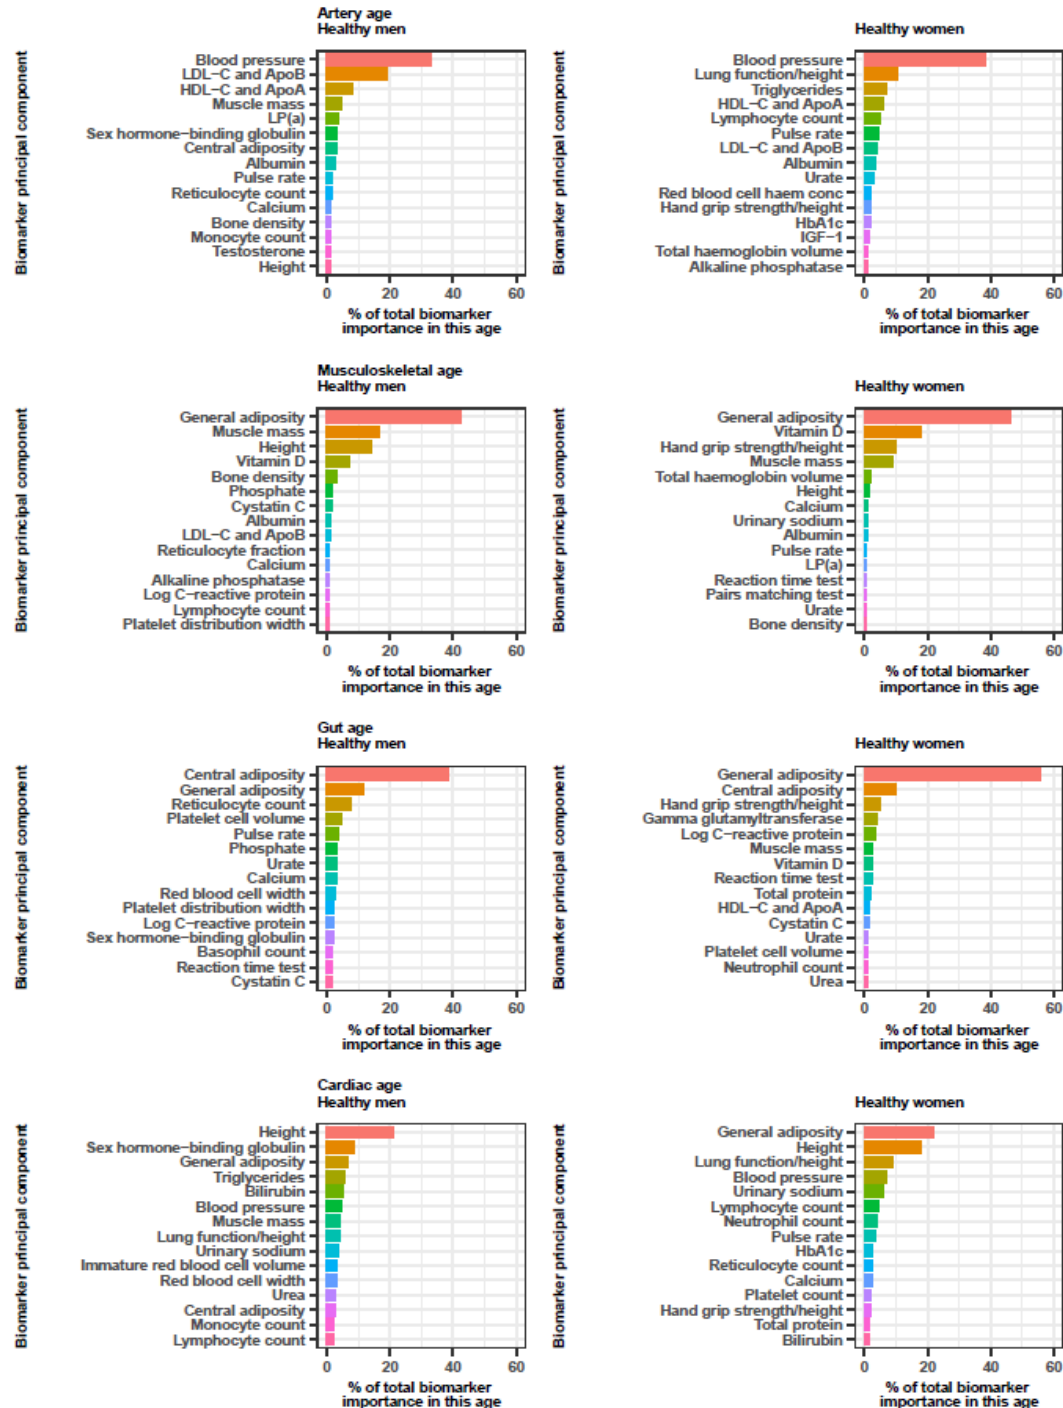 Artery age
Healthy men
Biomarker principal component
Blood pressure
LDL−C and ApoB
HDL−C and ApoA
Muscle mass
LP(a)
Sex hormone−binding globulin
Central adiposity
Albumin
Pulse rate
Reticulocyte count
Calcium
Bone density
Monocyte count
Testosterone
Height
0 20 40 60
% of total biomarker
importance in this age
Healthy women
Biomarker principal component
Blood pressure
Lung function/height
Triglycerides
HDL−C and ApoA
Lymphocyte count
Pulse rate
LDL−C and ApoB
Albumin
Urate
Red blood cell haem conc
Hand grip strength/height
HbA1c
IGF−1
Total haemoglobin volume
Alkaline phosphatase
0 20 40 60
% of total biomarker
importance in this age
Musculoskeletal age
Healthy men
Biomarker principal component
General adiposity
Muscle mass
Height
Vitamin D
Bone density
Phosphate
Cystatin C
Albumin
LDL−C and ApoB
Reticulocyte fraction
Calcium
Alkaline phosphatase
Log C−reactive protein
Lymphocyte count
Platelet distribution width
0 20 40 60
% of total biomarker
importance in this age
Healthy women
Biomarker principal component
General adiposity
Vitamin D
Hand grip strength/height
Muscle mass
Total haemoglobin volume
Height
Calcium
Urinary sodium
Albumin
Pulse rate
LP(a)
Reaction time test
Pairs matching test
Urate
Bone density
0 20 40 60
% of total biomarker
importance in this age
Gut age
Healthy men
Biomarker principal component
Central adiposity
General adiposity
Reticulocyte count
Platelet cell volume
Pulse rate
Phosphate
Urate
Calcium
Red blood cell width
Platelet distribution width
Log C−reactive protein
Sex hormone−binding globulin
Basophil count
Reaction time test
Cystatin C
0 20 40 60
% of total biomarker
importance in this age
Healthy women
Biomarker principal component
General adiposity
Central adiposity
Hand grip strength/height
Gamma glutamyltransferase
Log C−reactive protein
Muscle mass
Vitamin D
Reaction time test
Total protein
HDL−C and ApoA
Cystatin C
Urate
Platelet cell volume
Neutrophil count
Urea
0 20 40 60
% of total biomarker
importance in this age
Cardiac age
Healthy men
Biomarker principal component
Height
Sex hormone−binding globulin
General adiposity
Triglycerides
Bilirubin
Blood pressure
Muscle mass
Lung function/height
Urinary sodium
Immature red blood cell volume
Red blood cell width
Urea
Central adiposity
Monocyte count
Lymphocyte count
0 20 40 60
% of total biomarker
importance in this age
Healthy women
Biomarker principal component
General adiposity
Height
Lung function/height
Blood pressure
Urinary sodium
Lymphocyte count
Neutrophil count
Pulse rate
HbA1c
Reticulocyte count
Calcium
Platelet count
Hand grip strength/height
Total protein
Bilirubin
0 20 40 60
% of total biomarker
importance in this age